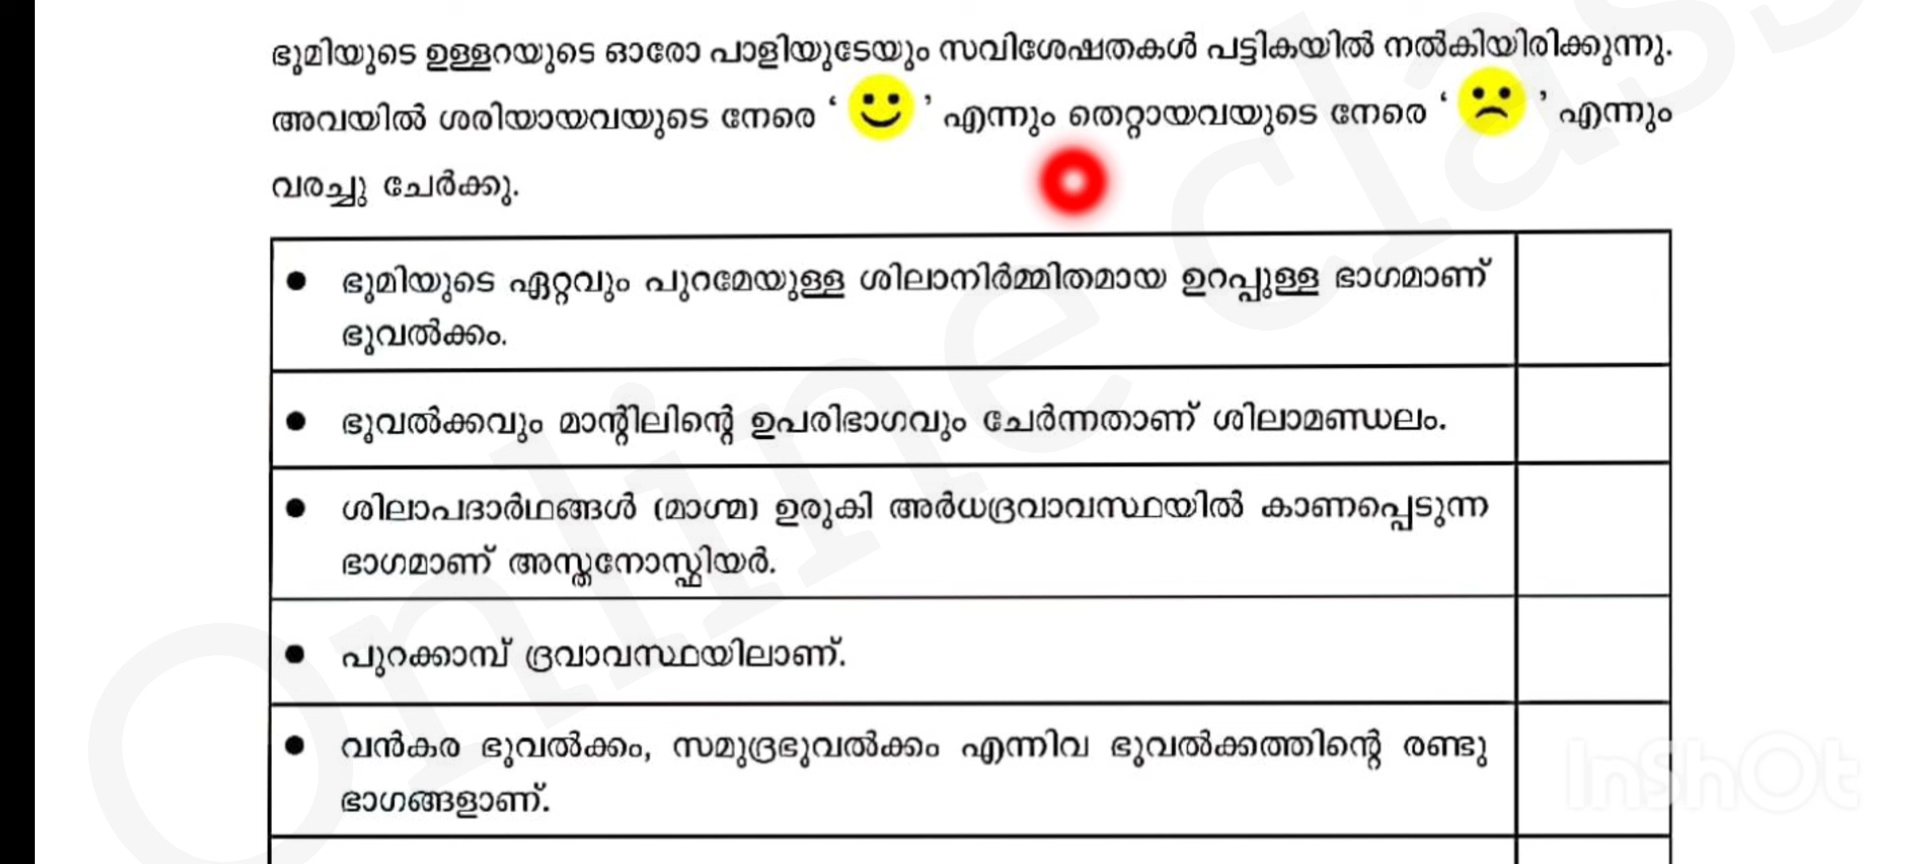 ഭൂമിയുടെ ഉള്ളറയുടെ ഓരോ പാളിയുടേയും സവിശേഷതകൾ പട്ടികയിൽ നൽകിയിരിക്കുന്നു.
അവയിൽ ശരിയായവയുടെ നേരെ ‘ ’ എന്നും തെറ്റായവയുടെ നേരെ ‘ ’ എന്നും
വരച്ചു ചേർക്കൂ.
● ഭൂമിയുടെ ഏറ്റവും പുറമേയുള്ള ശിലാനിർമ്മിതമായ ഉറപ്പുള്ള ഭാഗമാണ്
ഭൂവൽക്കം.
● ഭൂവൽക്കവും മാന്റിലിന്റെ ഉപരിഭാഗവും ചേർന്നതാണ് ശിലാമണ്ഡലം.
● ശിലാപദാർഥങ്ങൾ (മാഗ്മ) ഉരുകി അർധദ്രവാവസ്ഥയിൽ കാണപ്പെടുന്ന
ഭാഗമാണ് അസ്തനോസ്ഫിയർ.
● പുറക്കാമ്പ് ദ്രവാവസ്ഥയിലാണ്.
● വൻകര ഭൂവൽക്കം, സമുദ്രഭൂവൽക്കം എന്നിവ ഭൂവൽക്കത്തിന്റെ രണ്ടു
ഭാഗങ്ങളാണ്.
Online class
InShOt